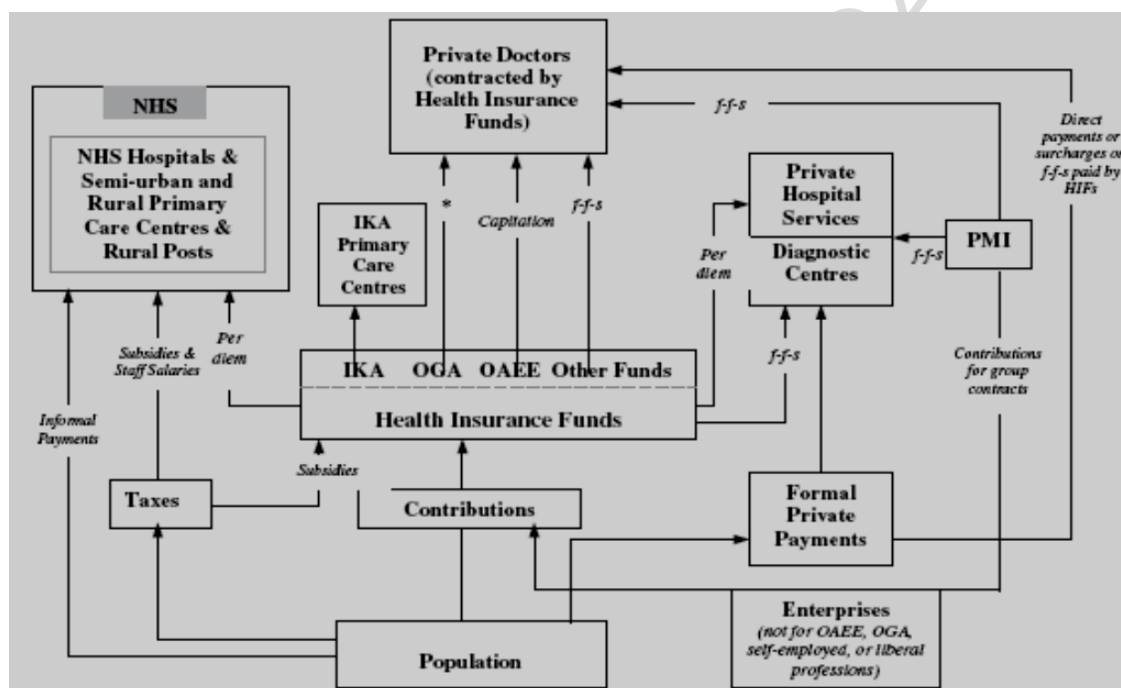 Private Doctors
(contracted by
Health Insurance
Funds)
NHS
NHS Hospitals &
Semi-urban and
Rural Primary
Care Centres &
Rural Posts
f-f-s
Direct
payments or
surcharges on
f-f-s paid by
HIFs
Private
Hospital
Services
Diagnostic
Centres
PMI
f-f-s
IKA
Primary
Care
Centres
*
Capitation
f-f-s
Per
diem
Subsidies &
Staff Salaries
Per
diem
f-f-s
Contributions
for group
contracts
IKA OGA OAEE Other Funds
Health Insurance Funds
Informal
Payments
Subsidies
Taxes
Contributions
Formal
Private
Payments
Enterprises
(not for OAEE, OGA,
self-employed, or liberal
professions)
Population